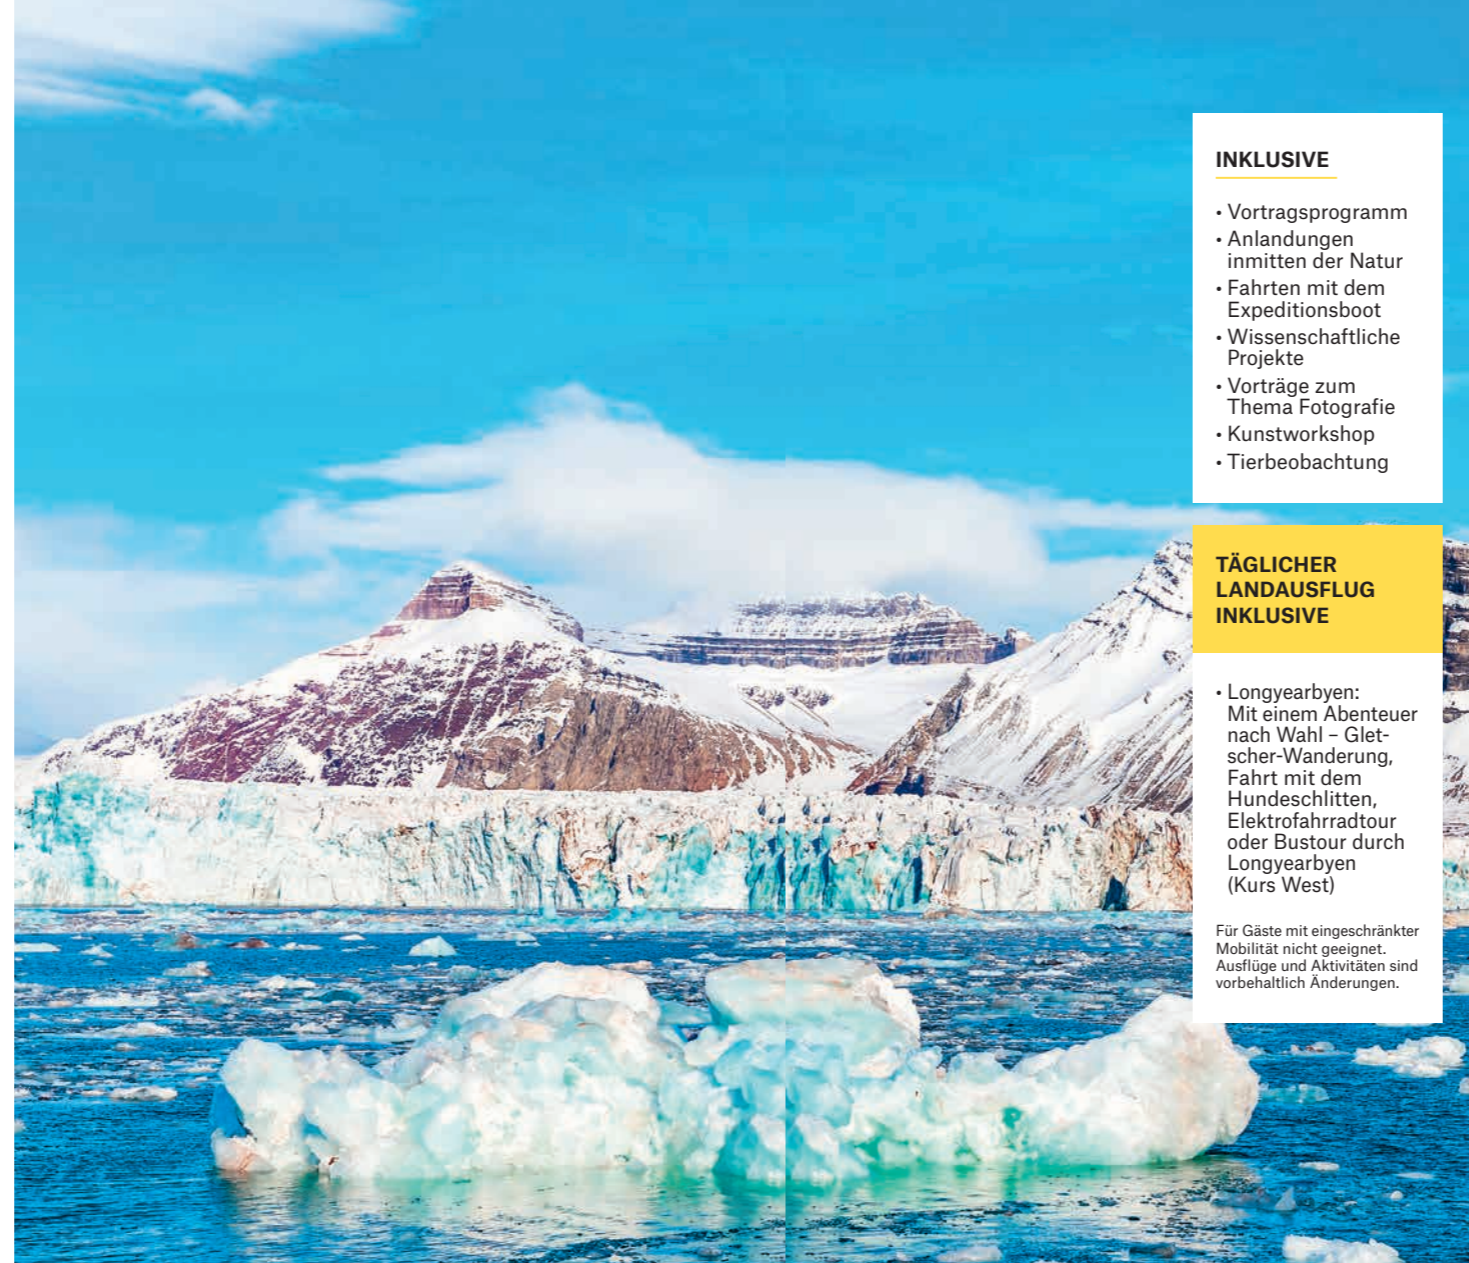 INKLUSIVE
• Vortragsprogramm
• Anlandungen
inmitten der Natur
• Fahrten mit dem
Expeditionsboot
• Wissenschaftliche
Projekte
• Vorträge zum
Thema Fotografie
• Kunstworkshop
• Tierbeobachtung
TÄGLICHER
LANDAUSFLUG
INKLUSIVE
• Longyearbyen:
Mit einem Abenteuer
nach Wahl – Glet-
scher-Wanderung,
Fahrt mit dem
Hundeschlitten,
Elektrofahrradtour
oder Bustour durch
Longyearbyen
(Kurs West)
Für Gäste mit eingeschränkter
Mobilität nicht geeignet.
Ausflüge und Aktivitäten sind
vorbehaltlich Änderungen.